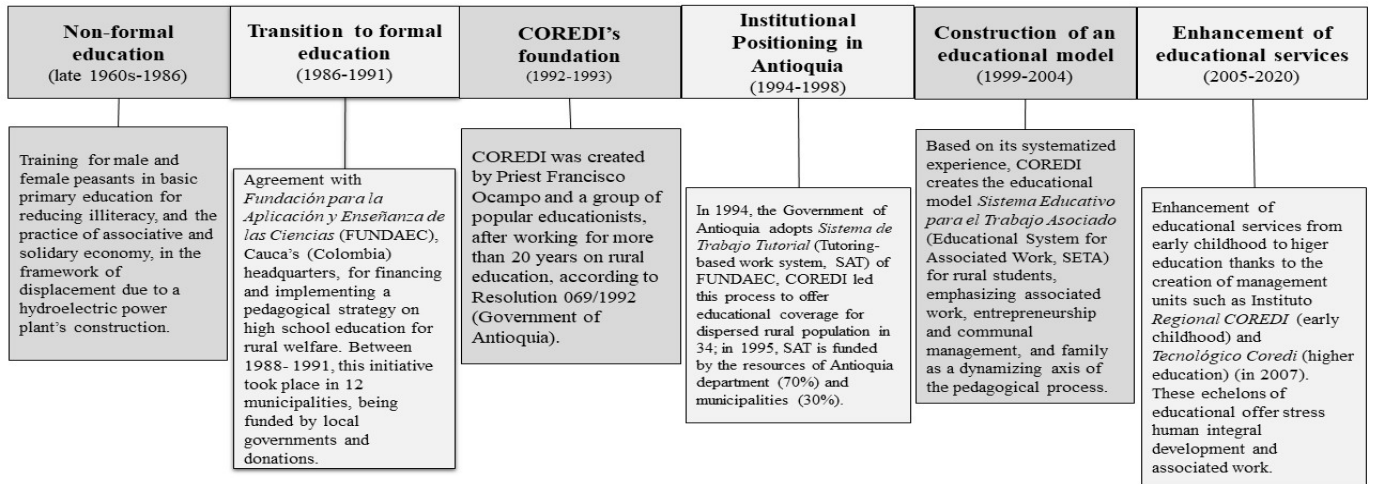 Non-formal
education
(late 1960s-1986)
Transition to formal
education
(1986-1991)
COREDI's
foundation
(1992-1993)
Institutional
Positioning in
Antioquia
(1994-1998)
Construction of an
educational model
(1999-2004)
Enhancement of
educational services
(2005-2020)
Training for male and
female peasants in basic
primary education for
reducing illiteracy, and the
practice of associative and
solidary economy, in the
framework of
displacement due to a
hydroelectric power
plant's construction.
Agreement with
Fundación para la
Aplicación y Enseñanza de
las Ciencias (FUNDAEC),
Cauca's (Colombia)
headquarters, for financing
and implementing a
pedagogical strategy on
high school education for
rural welfare. Between
1988- 1991, this initiative
took place in 12
municipalities, being
funded by local
governments and
donations.
COREDI was created
by Priest Francisco
Ocampo and a group of
popular educationists,
after working for more
than 20 years on rural
education, according to
Resolution 069/1992
(Government of
Antioquia).
In 1994, the Government of
Antioquia adopts Sistema de
Trabajo Tutorial (Tutoring-
based work system, SAT) of
FUNDAEC, COREDI led
this process to offer
educational coverage for
dispersed rural population in
34; in 1995, SAT is funded
by the resources of Antioquia
department (70%) and
municipalities (30%).
Based on its systematized
experience, COREDI
creates the educational
model Sistema Educativo
para el Trabajo Asociado
(Educational System for
Associated Work, SETA)
for rural students,
emphasizing associated
work, entrepreneurship
and communal
management, and family
as a dynamizing axis of
the pedagogical process.
Enhancement of
educational services from
early childhood to higer
education thanks to the
creation of management
units such as Instituto
Regional COREDI (early
childhood) and
Tecnológico Coredi (higher
education) (in 2007).
These echelons of
educational offer stress
human integral
development and
associated work.